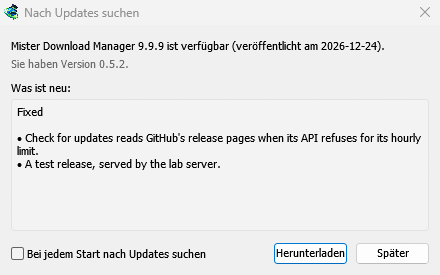 Nach Updates suchen
Mister Download Manager 9.9.9 ist verfügbar (veröffentlicht am 2026-12-24).
Sie haben Version 0.5.2.
Was ist neu:
Fixed
• Check for updates reads GitHub's release pages when its API refuses for its hourly
limit.
• A test release, served by the lab server.
Bei jedem Start nach Updates suchen
Herunterladen
Später